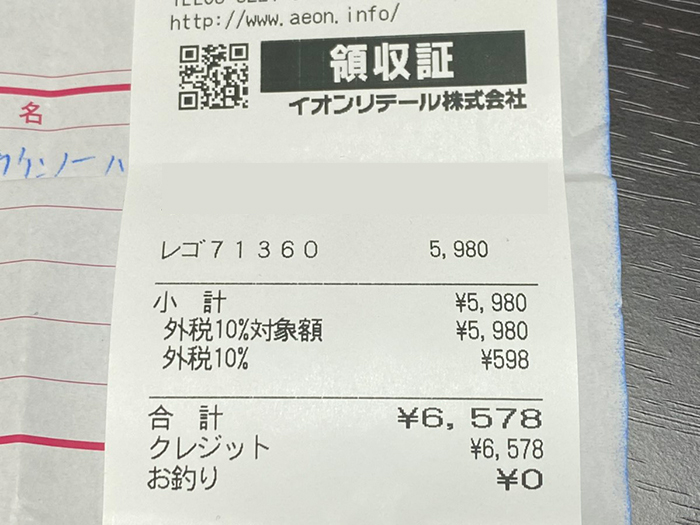 http://www.aeon.info/
領収証
イオンリテール株式会社
名
レゴ71360 5,980
小 計 ¥5,980
外税10%対象額 ¥5,980
外税10% ¥598
合 計 ¥6,578
クレジット ¥6,578
お釣り ¥0